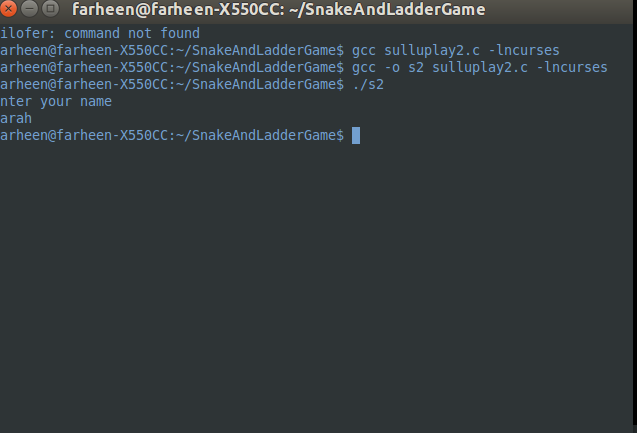 farheen@farheen-X550CC: ~/SnakeAndLadderGame
ilofer: command not found
arheen@farheen-X550CC:~/SnakeAndLadderGame$ gcc sulluplay2.c -lncurses
arheen@farheen-X550CC:~/SnakeAndLadderGame$ gcc -o s2 sulluplay2.c -lncurses
arheen@farheen-X550CC:~/SnakeAndLadderGame$ ./s2
nter your name
arah
arheen@farheen-X550CC:~/SnakeAndLadderGame$